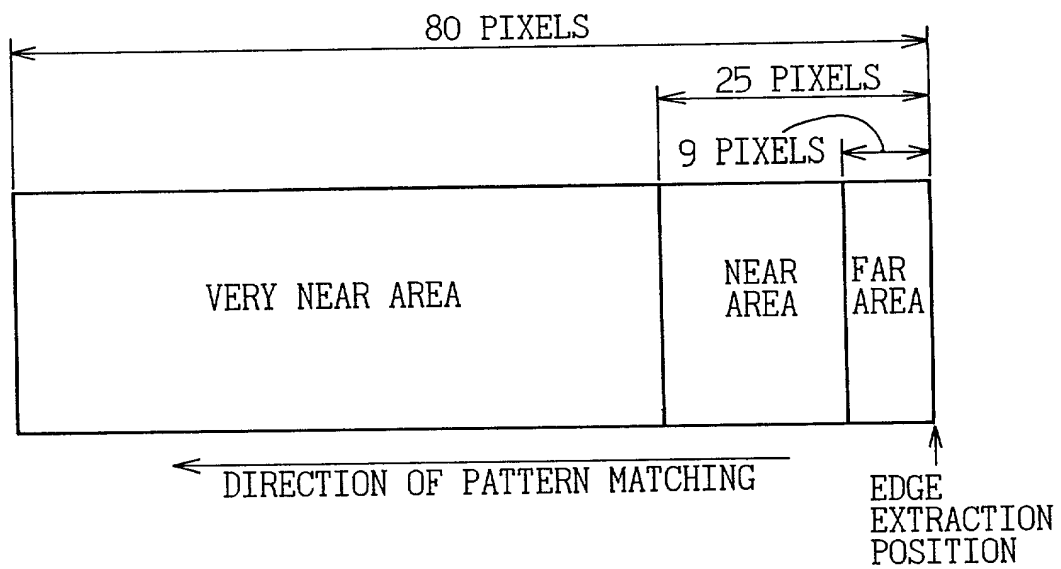 80 PIXELS
25 PIXELS
9 PIXELS
VERY NEAR AREA
NEAR
AREA
FAR
AREA
DIRECTION OF PATTERN MATCHING
EDGE
EXTRACTION
POSITION